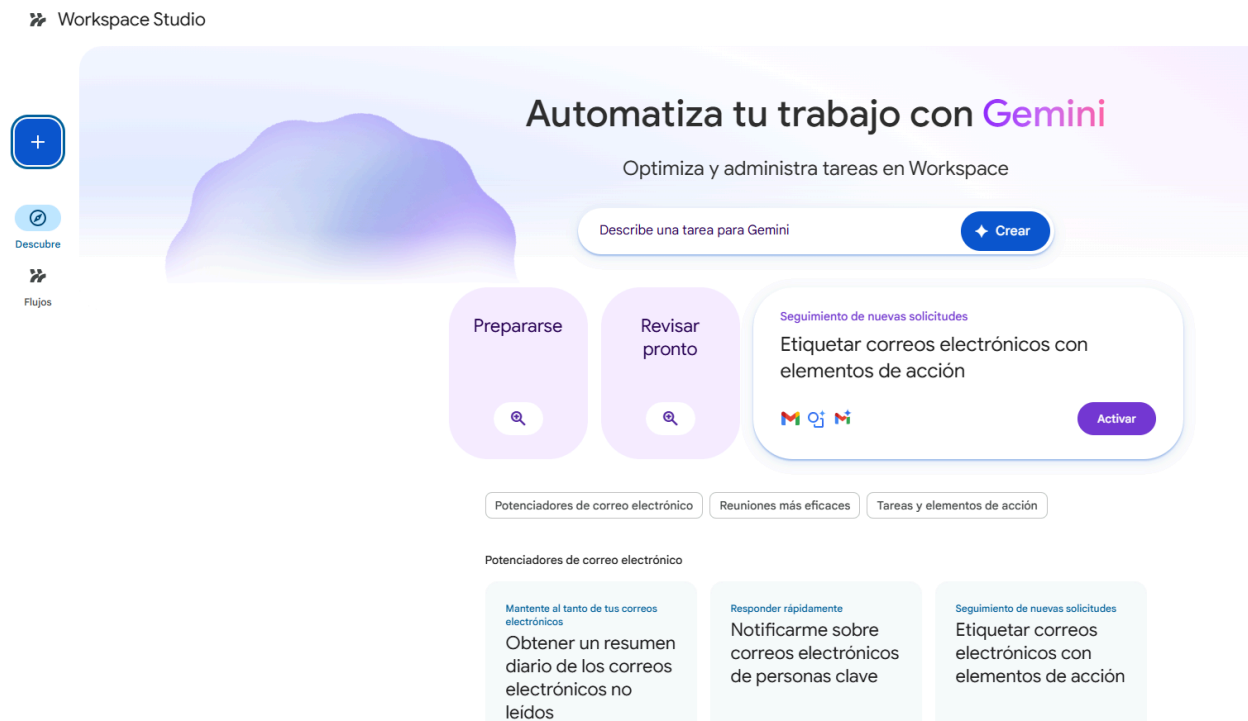 Workspace Studio
Automatiza tu trabajo con Gemini
Optimiza y administra tareas en Workspace
Describe una tarea para Gemini
Crear
Descubre
Flujos
Prepararse
Revisar
pronto
Seguimiento de nuevas solicitudes
Etiquetar correos electrónicos con
elementos de acción
Activar
Potenciadores de correo electrónico
Reuniones más eficaces
Tareas y elementos de acción
Potenciadores de correo electrónico
Mantente al tanto de tus correos
electrónicos
Obtener un resumen
diario de los correos
electrónicos no
leídos
Responder rápidamente
Notificarme sobre
correos electrónicos
de personas clave
Seguimiento de nuevas solicitudes
Etiquetar correos
electrónicos con
elementos de acción